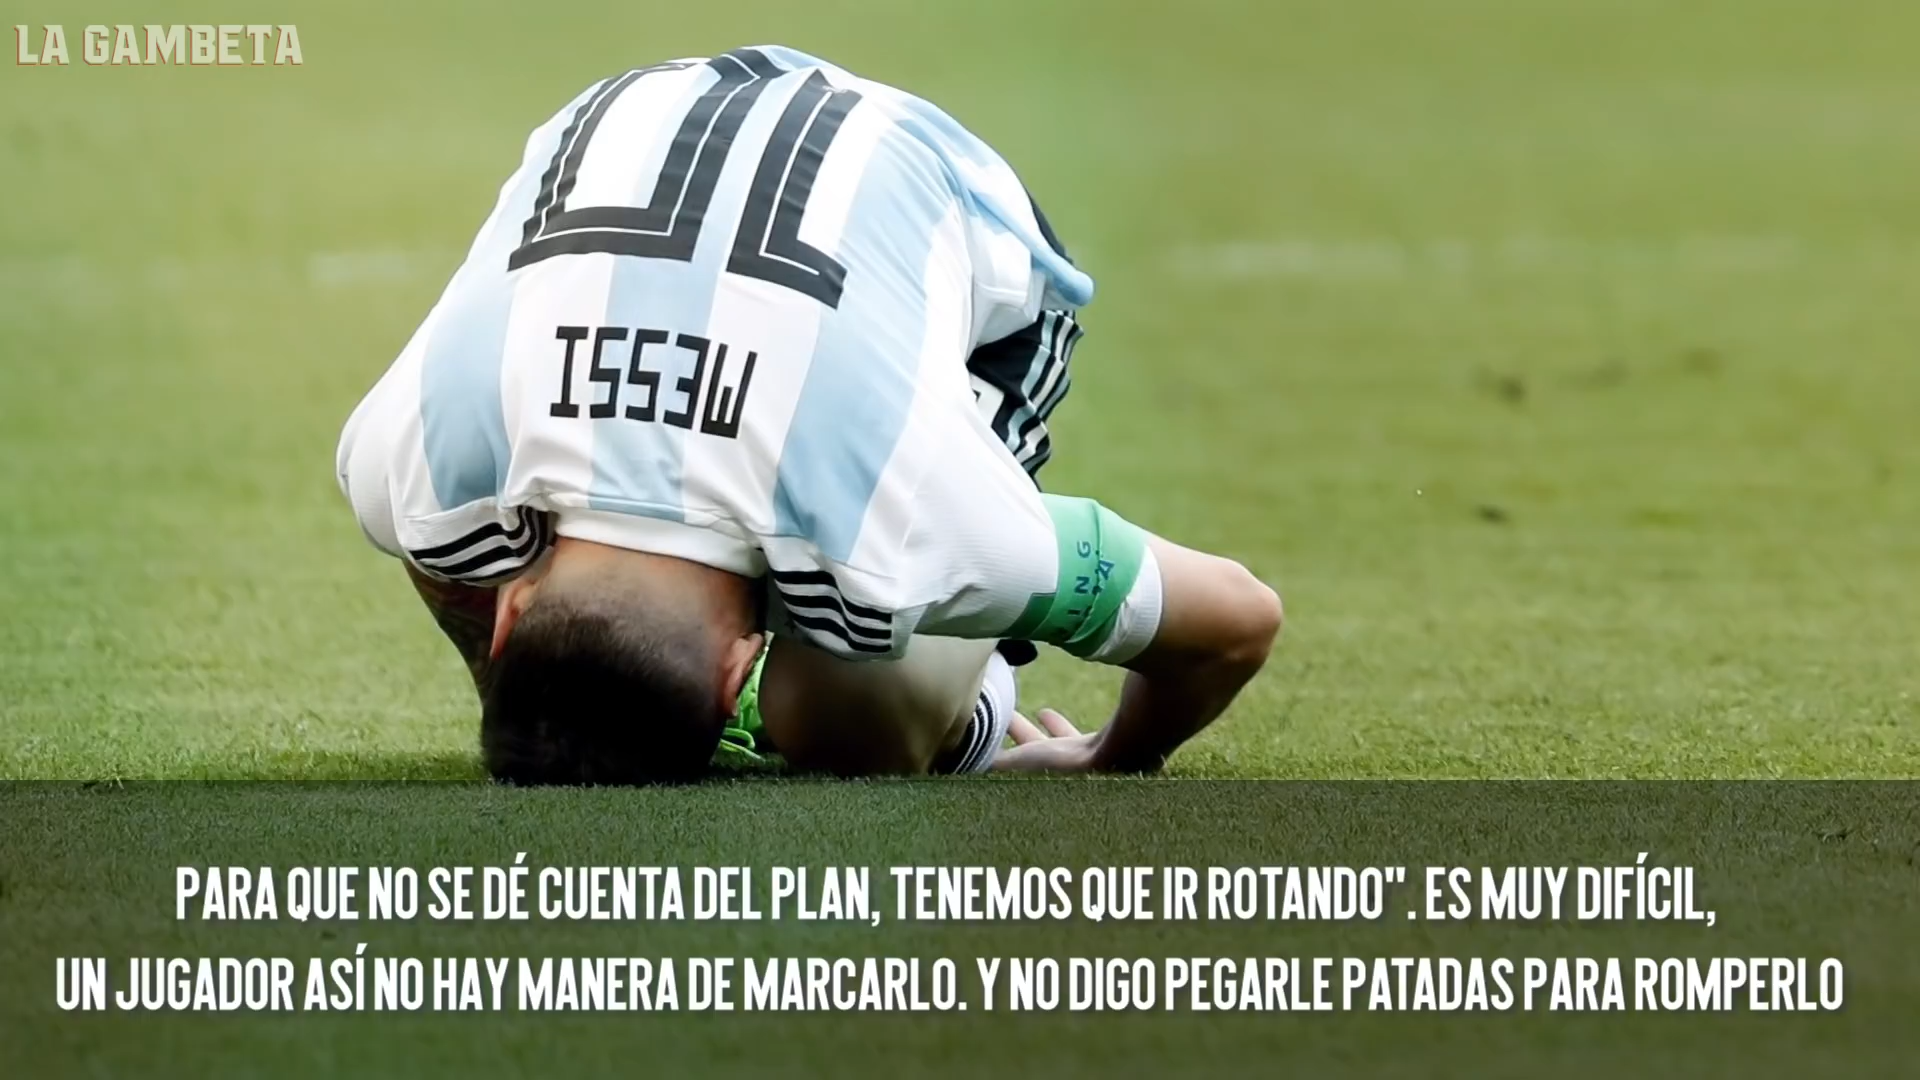 LA GAMBETA
10
MESSI
PARA QUE NO SE DÉ CUENTA DEL PLAN, TENEMOS QUE IR ROTANDO". ES MUY DIFÍCIL,
UN JUGADOR ASÍ NO HAY MANERA DE MARCARLO. Y NO DIGO PEGARLE PATADAS PARA ROMPERLO